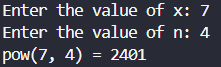 Enter the value of x: 7
Enter the value of n: 4
pow(7, 4) = 2401